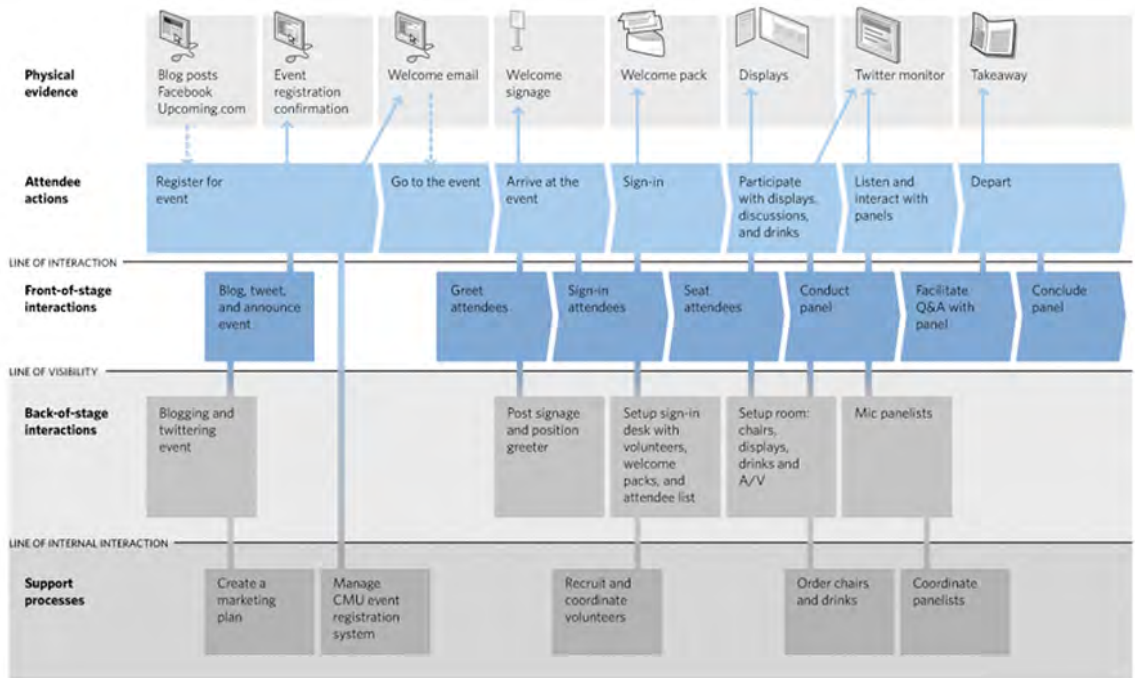 Physical
evidence
Blog posts
Facebook
Upcoming.com
Event
registration
confirmation
Welcome email
Welcome
signage
Welcome pack
Displays
Twitter monitor
Takeaway
Attendee
actions
Register for
event
Go to the event
Arrive at the
event
Sign-in
Participate
with displays,
discussions,
and drinks
Listen and
interact with
panels
Depart
LINE OF INTERACTION
Front-of-stage
interactions
Blog, tweet,
and announce
event
Greet
attendees
Sign-in
attendees
Seat
attendees
Conduct
panel
Facilitate
Q&A with
panel
Conclude
panel
LINE OF VISIBILITY
Back-of-stage
interactions
Blogging and
twittering
event
Post signage
and position
greeter
Setup sign-in
desk with
volunteers,
welcome
packs, and
attendee list
Setup room:
chairs,
displays,
drinks and
A/V
Mic panelists
LINE OF INTERNAL INTERACTION
Support
processes
Create a
marketing
plan
Manage
CMU event
registration
system
Recruit and
coordinate
volunteers
Order chairs
and drinks
Coordinate
panelists